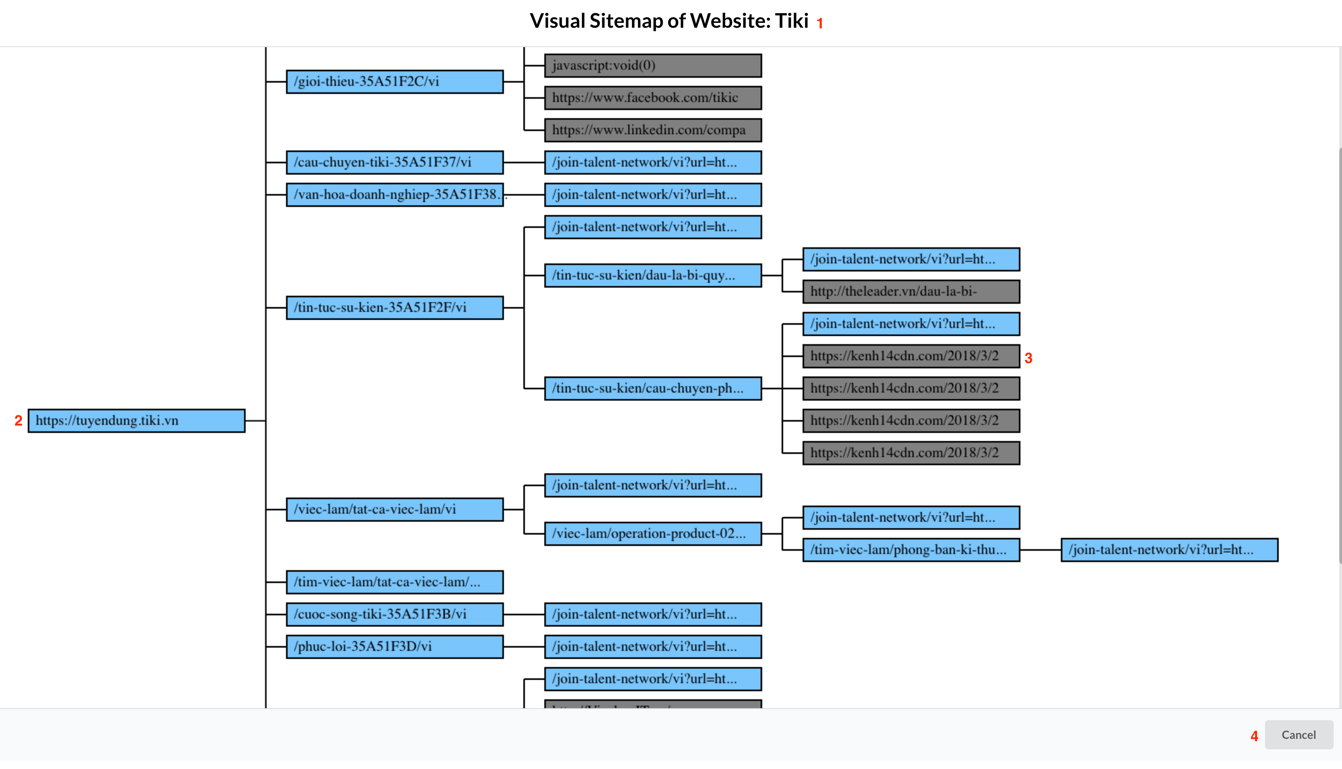 Visual Sitemap of Website: Tiki 1
javascript:void(0)
/gioi-thieu-35A51F2C/vi
https://www.facebook.com/tikic
https://www.linkedin.com/compa
/cau-chuyen-tiki-35A51F37/vi /join-talent-network/vi?url=ht...
/van-hoa-doanh-nghiep-35A51F38... /join-talent-network/vi?url=ht...
/join-talent-network/vi?url=ht...
/join-talent-network/vi?url=ht...
/tin-tuc-su-kien/dau-la-bi-quy...
http://theleader.vn/dau-la-bi-
/tin-tuc-su-kien-35A51F2F/vi
/join-talent-network/vi?url=ht...
https://kenh14cdn.com/2018/3/2 3
/tin-tuc-su-kien/cau-chuyen-ph... https://kenh14cdn.com/2018/3/2
2 https://tuyendung.tiki.vn https://kenh14cdn.com/2018/3/2
https://kenh14cdn.com/2018/3/2
/join-talent-network/vi?url=ht...
/viec-lam/tat-ca-viec-lam/vi
/join-talent-network/vi?url=ht...
/viec-lam/operation-product-02...
/tim-viec-lam/phong-ban-ki-thu... /join-talent-network/vi?url=ht...
/tim-viec-lam/tat-ca-viec-lam/...
/cuoc-song-tiki-35A51F3B/vi /join-talent-network/vi?url=ht...
/phuc-loi-35A51F3D/vi /join-talent-network/vi?url=ht...
/join-talent-network/vi?url=ht...
4 Cancel